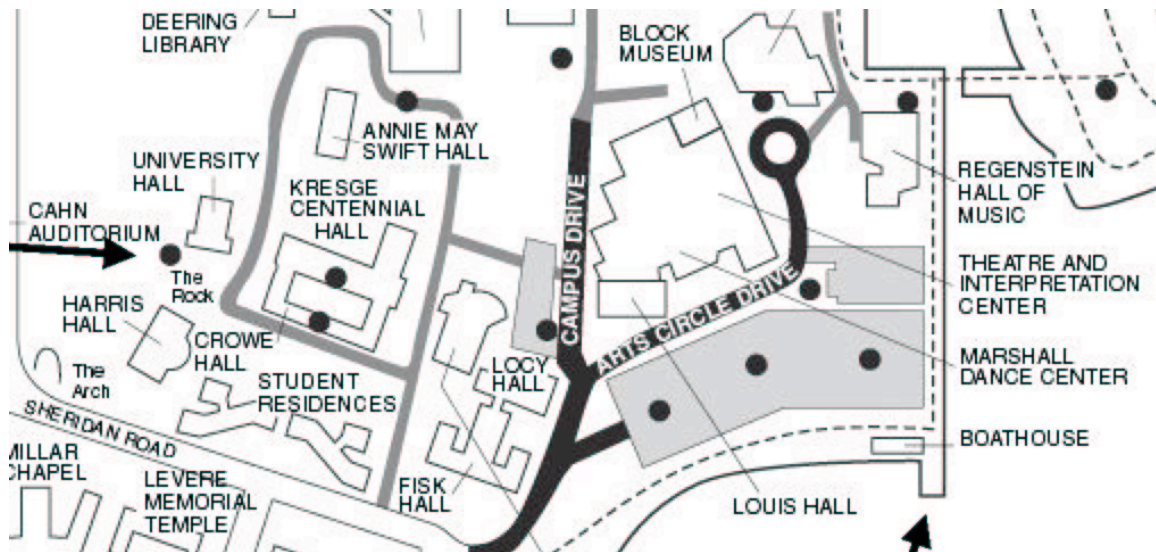 DEERING
LIBRARY
BLOCK
MUSEUM
ANNIE MAY
SWIFT HALL
UNIVERSITY
HALL
KRESGE
CENTENNIAL
HALL
REGENSTEIN
HALL OF
MUSIC
CAHN
AUDITORIUM
The
Rock
CAMPUS DRIVE
THEATRE AND
INTERPRETATION
CENTER
HARRIS
HALL
ARTS CIRCLE DRIVE
CROWE
HALL
LOCY
HALL
MARSHALL
DANCE CENTER
The
Arch
STUDENT
RESIDENCES
SHERIDAN ROAD
BOATHOUSE
MILLAR
CHAPEL
LEVERE
MEMORIAL
TEMPLE
FISK
HALL
LOUIS HALL